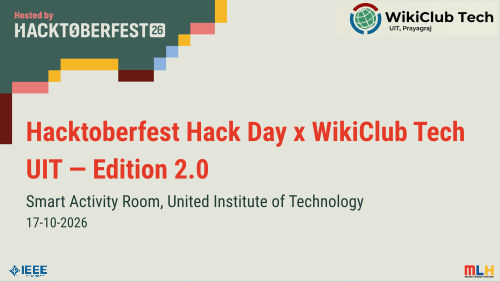 Hosted by
HACKTOBERFEST 26
WikiClub Tech
UIT, Prayagraj
Hacktoberfest Hack Day x WikiClub Tech
UIT — Edition 2.0
Smart Activity Room, United Institute of Technology
17-10-2026
IEEE
MLH